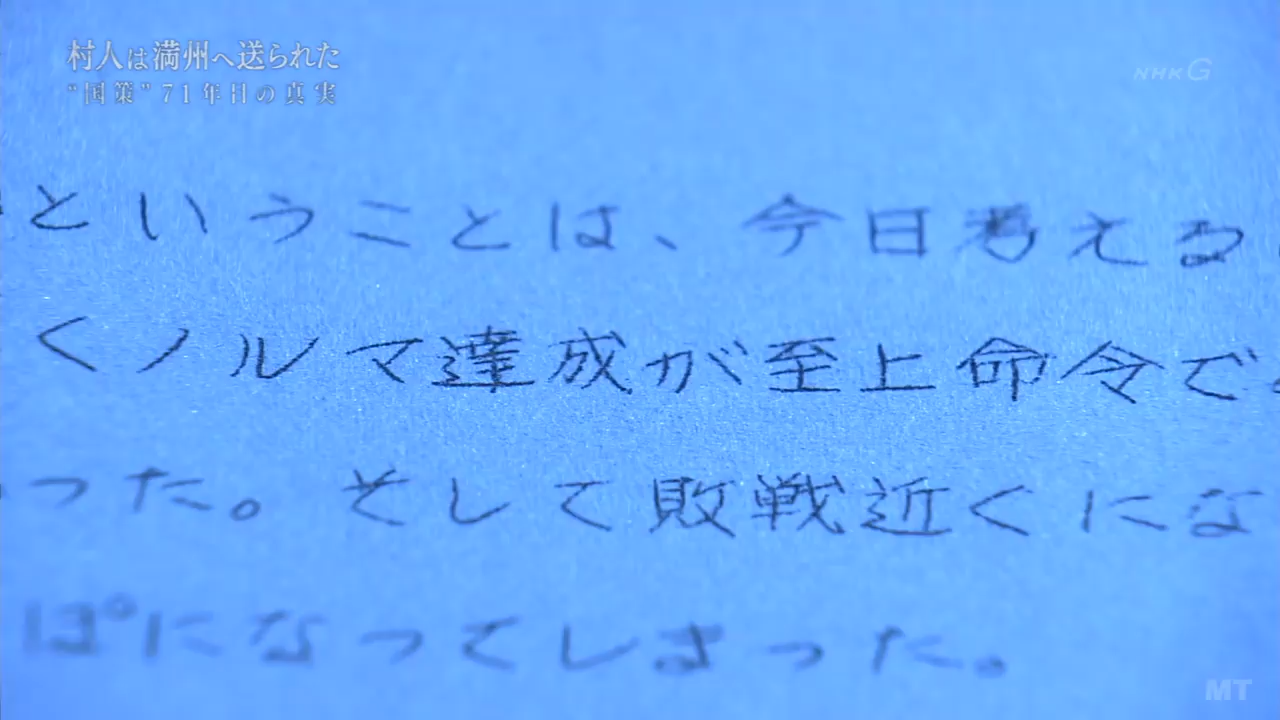 村人は満州へ送られた
“国策”71年目の真実
NHK G
ということは、今日考える
くノルマ達成が至上命令で
った。そして敗戦近くにな
ぱになってしまった。
MT